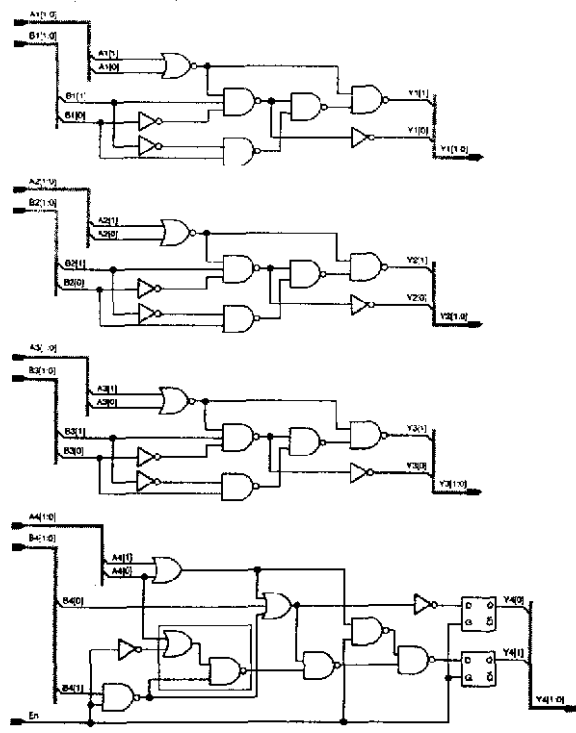 A1[1:0]
B1[1:0]
A1[1]
A1[0]
B1[1]
B1[0]
Y1[1]
Y1[0]
Y1[1:0]
A2[1:0]
B2[1:0]
A2[1]
A2[0]
B2[1]
B2[0]
Y2[1]
Y2[0]
Y2[1:0]
A3[1:0]
B3[1:0]
A3[1]
A3[0]
B3[1]
B3[0]
Y3[1]
Y3[0]
Y3[1:0]
A4[1:0]
B4[1:0]
A4[1]
A4[0]
B4[0]
D Q
G Q
Y4[0]
D Q
G Q
Y4[1]
B4[1]
Y4[1:0]
En